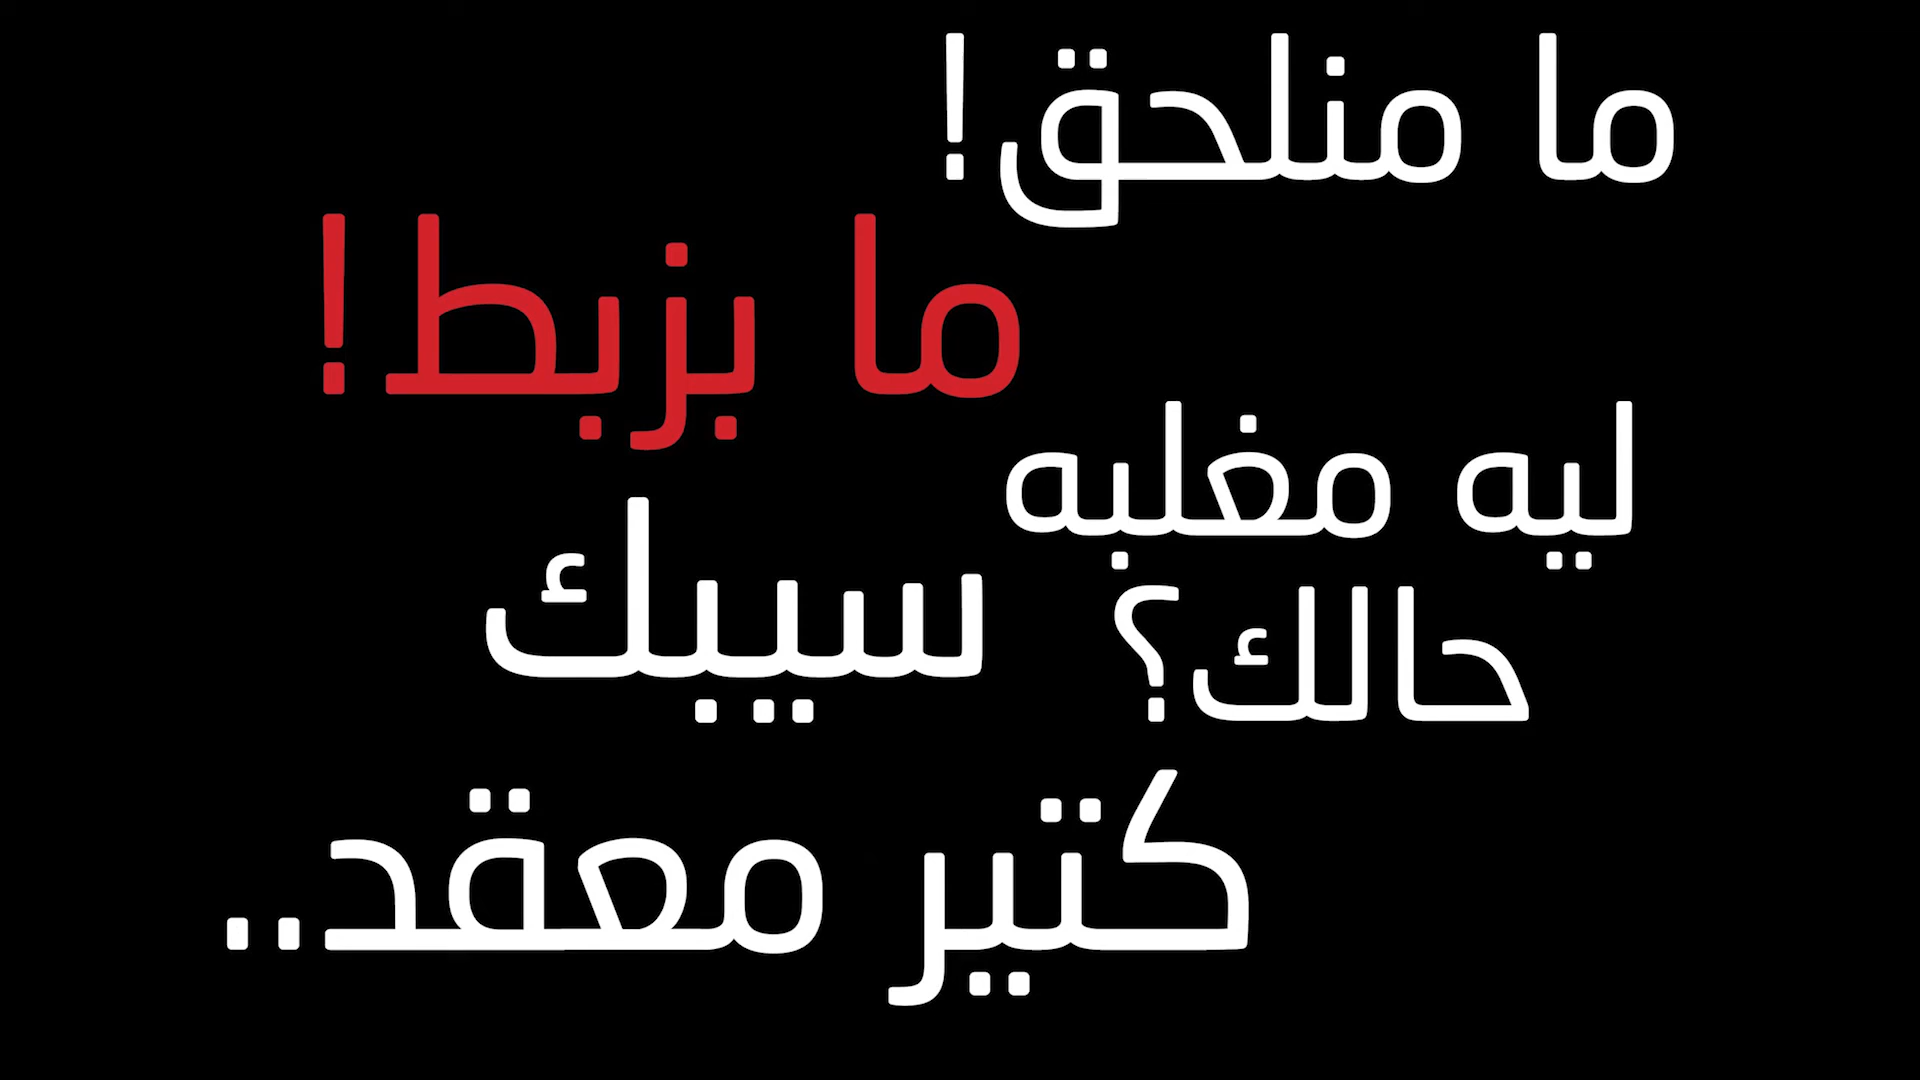 ما منلحق!
ما بزبط!
ليه مغلبه
حالك؟
سيبك
كتير معقد..